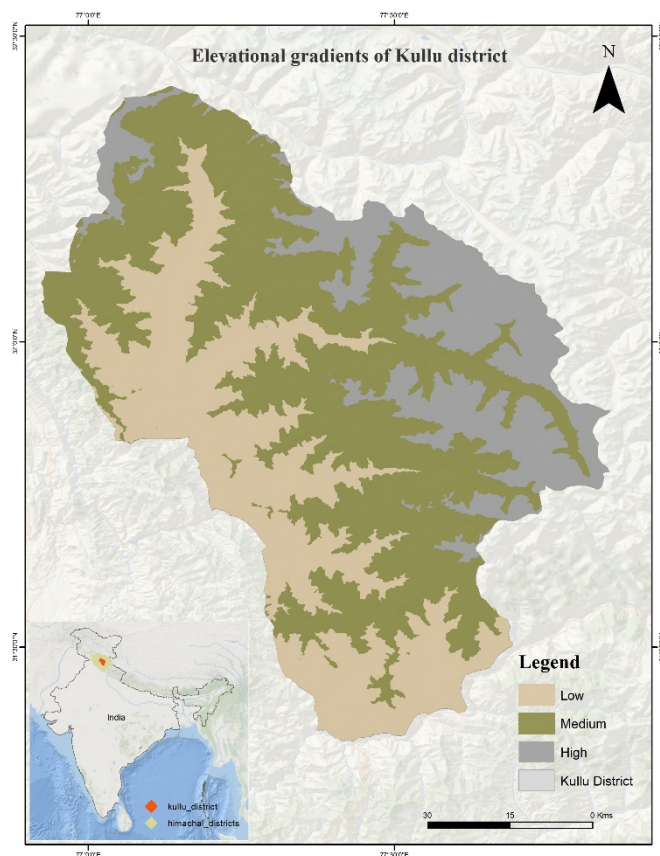 77°0'0"E
77°30'0"E
Elevational gradients of Kullu district
N
Legend
Low
Medium
High
Kullu District
India
kullu_district
himachal_districts
30
15
0 Kms
77°0'0"E
77°30'0"E